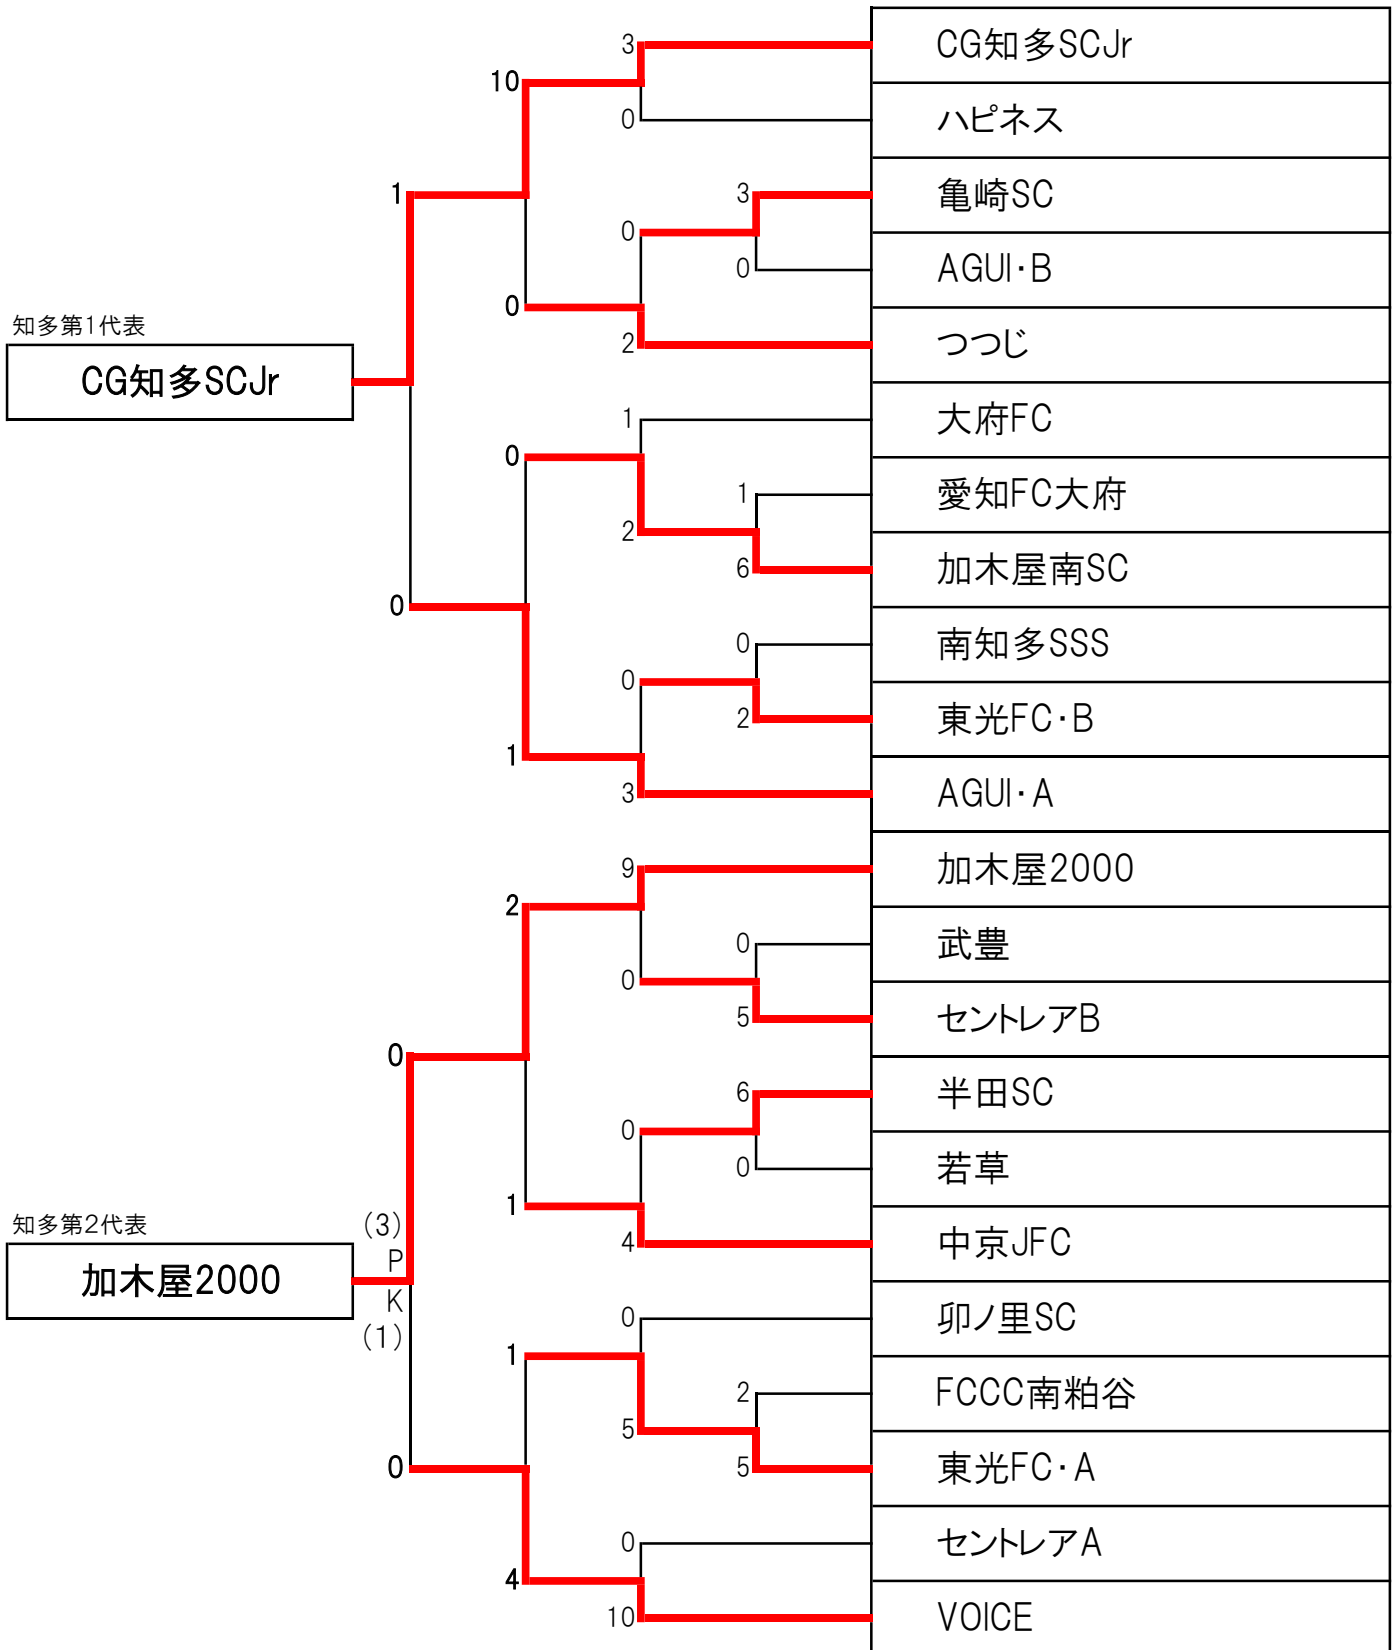 3
CG知多SCJr
10
0
ハピネス
1
3
亀崎SC
0
0
AGUI・B
0
知多第1代表
2
つつじ
CG知多SCJr
1
大府FC
0
1
愛知FC大府
2
6
加木屋南SC
0
0
南知多SSS
0
2
東光FC・B
1
3
AGUI・A
9
加木屋2000
2
0
武豊
0
5
セントレアB
0
6
半田SC
0
0
若草
1
知多第2代表
(3)
4
中京JFC
P
加木屋2000
K
0
卯ノ里SC
(1)
1
2
FCCC南粕谷
5
0
5
東光FC・A
0
セントレアA
4
10
VOICE